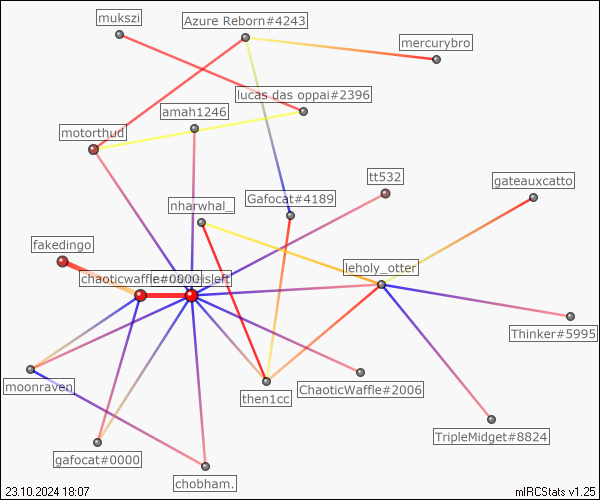 mukszi
Azure Reborn#4243
mercurybro
lucas das oppai#2396
amah1246
motorthud
tt532
gateauxcatto
Gafocat#4189
nharwhal_
fakedingo
leholy_otter
chaoticwaffle#0000
isleft
Thinker#5995
moonraven
ChaoticWaffle#2006
then1cc
TripleMidget#8824
gafocat#0000
chobham.
23.10.2024 18:07
mIRCStats v1.25